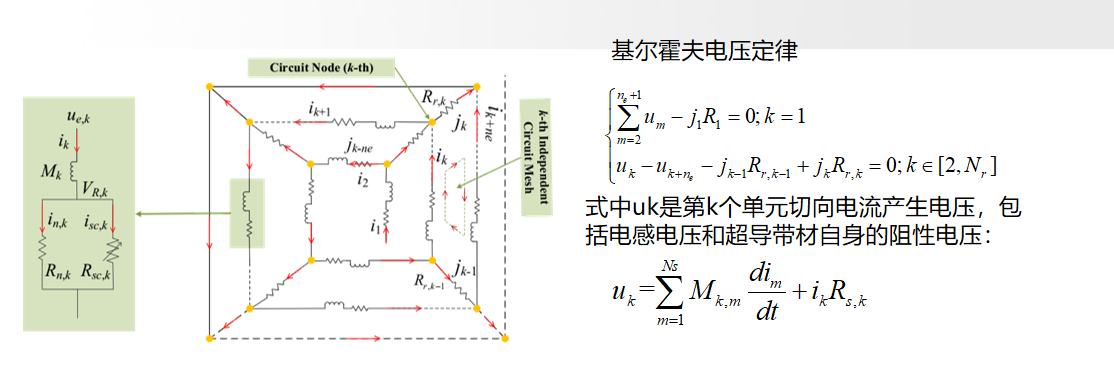 Circuit Node (k-th)
u_{e,k}
i_k
M_k
V_{R,k}
i_{n,k} i_{sc,k}
R_{n,k} R_{sc,k}
R_{r,k}
i_{k+1}
j_k
j_{k-ne}
i_k
i_{k+ne}
i_2
i_1
j_{k-1}
R_{r,k-1}
k-th Independent
Circuit Mesh
基尔霍夫电压定律
\sum_{m=2}^{n_e+1} u_m - j_1 R_1 = 0; k = 1
u_k - u_{k+n_e} - j_{k-1} R_{r,k-1} + j_k R_{r,k} = 0; k ∈ [2, N_r]
式中uk是第k个单元切向电流产生电压，包
括电感电压和超导带材自身的阻性电压：
u_k = \sum_{m=1}^{Ns} M_{k,m} \frac{di_m}{dt} + i_k R_{s,k}